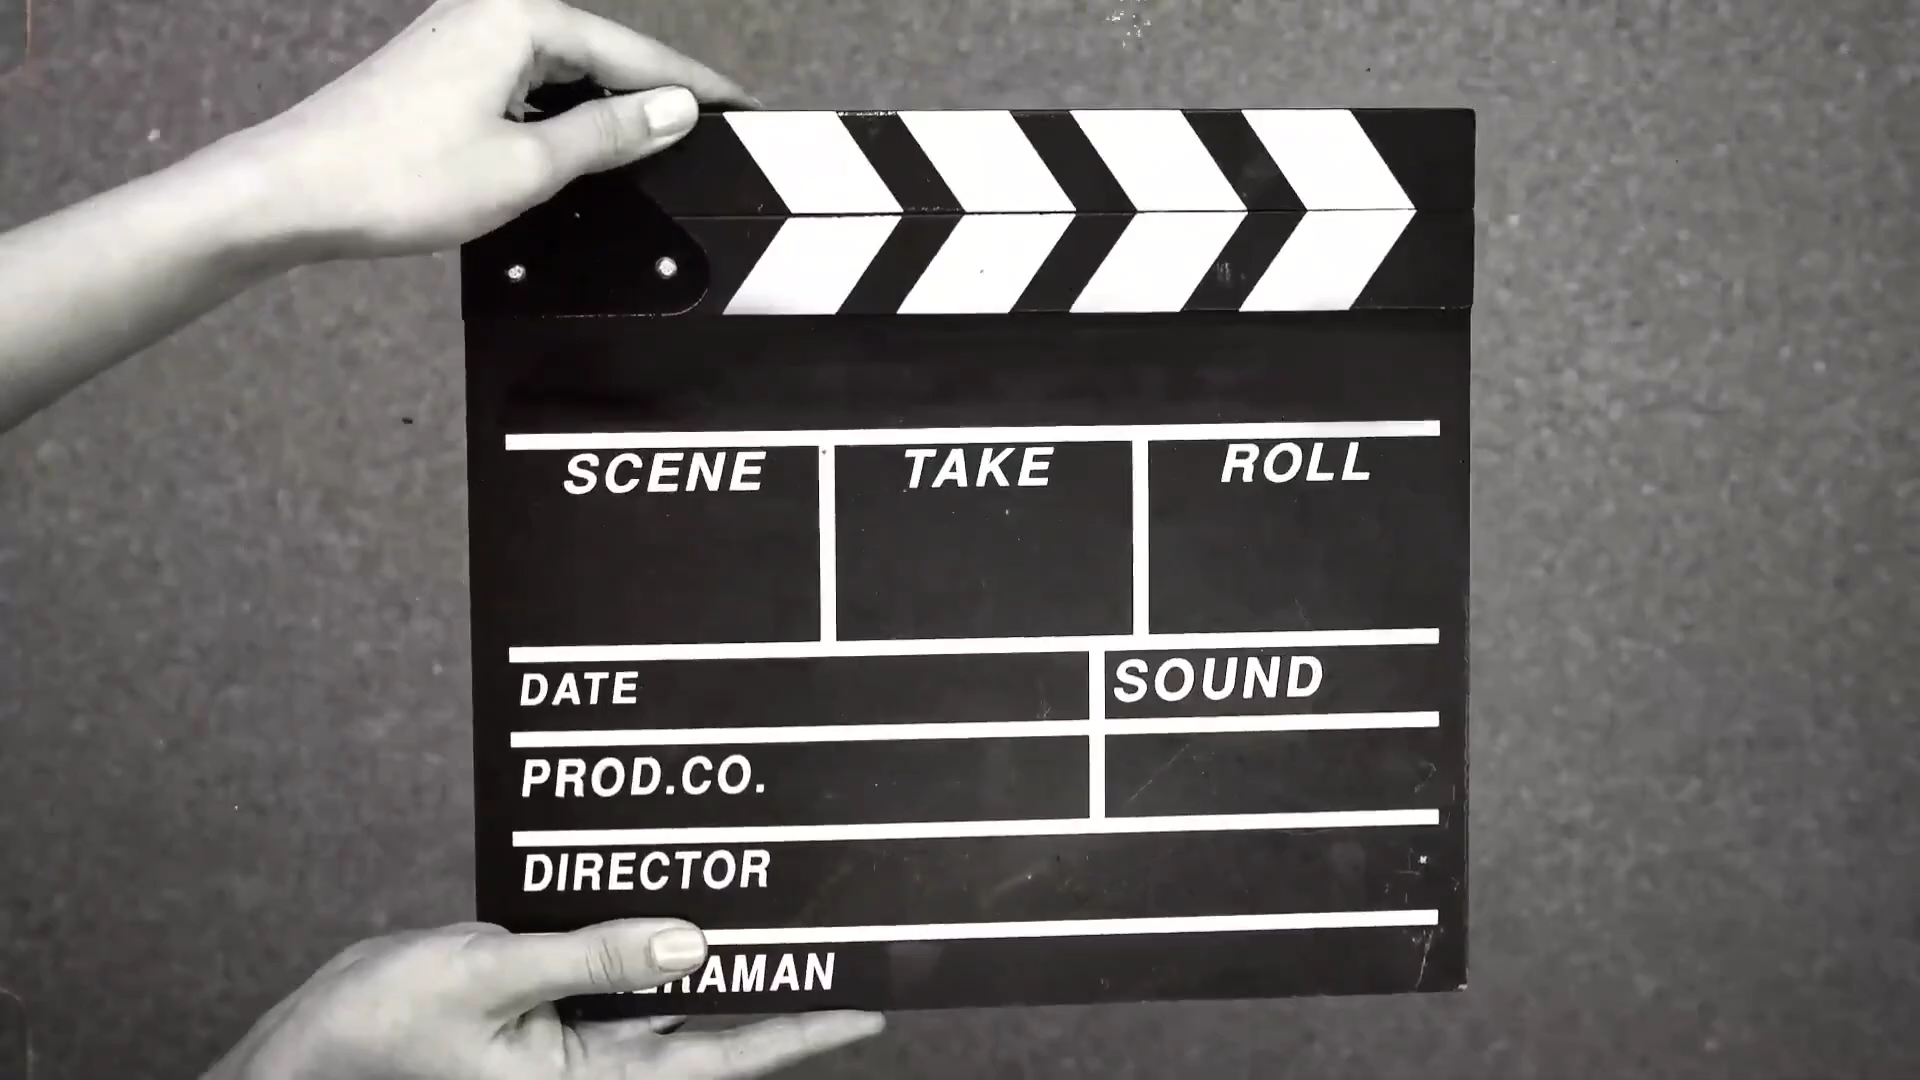 SCENE TAKE ROLL
DATE SOUND
PROD.CO.
DIRECTOR